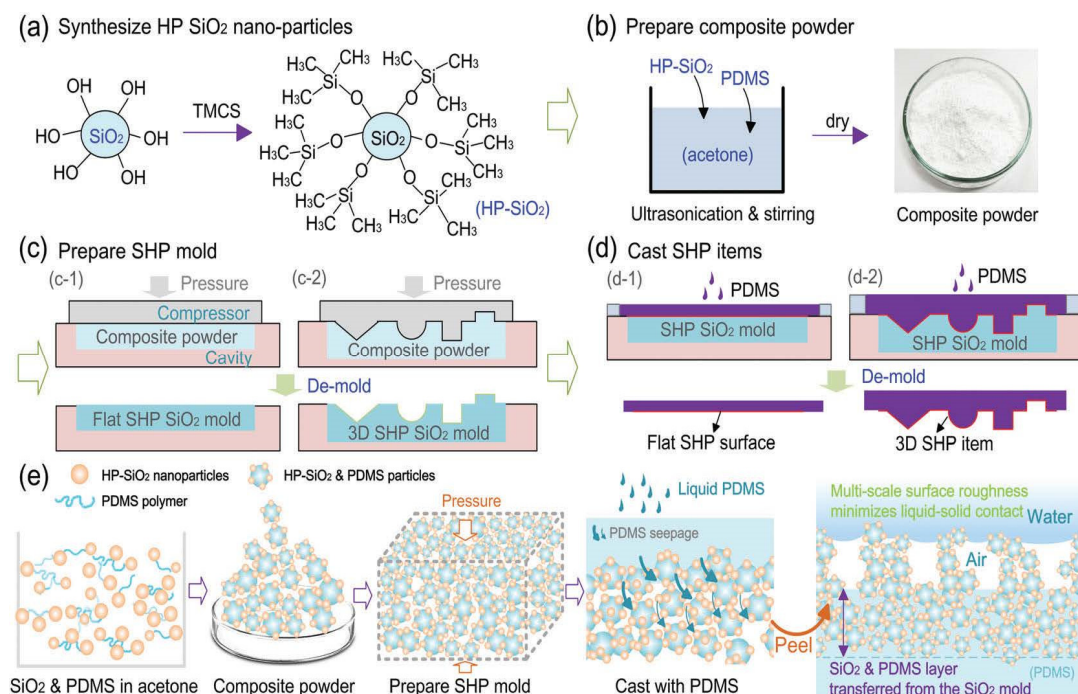 (a) Synthesize HP SiO₂ nano-particles
OH
OH
HO
SiO₂
OH
HO
OH
TMCS
CH₃
H₃C
CH₃
H₃C
Si
CH₃
H₃C
Si
CH₃
O
O
H₃C
CH₃
CH₃
H₃C
Si
O
SiO₂
O
Si
CH₃
H₃C
CH₃
H₃C
O
O
CH₃
H₃C
Si
CH₃
H₃C
Si
CH₃
H₃C
CH₃
(HP-SiO₂)
(b) Prepare composite powder
HP-SiO₂
PDMS
(acetone)
dry
Ultrasonication & stirring
Composite powder
(c) Prepare SHP mold
(c-1)
Pressure
Compressor
Composite powder
Cavity
(c-2)
Pressure
Composite powder
De-mold
Flat SHP SiO₂ mold
3D SHP SiO₂ mold
(d) Cast SHP items
(d-1)
PDMS
SHP SiO₂ mold
(d-2)
PDMS
SHP SiO₂ mold
De-mold
Flat SHP surface
3D SHP item
(e)
HP-SiO₂ nanoparticles
PDMS polymer
HP-SiO₂ & PDMS particles
SiO₂ & PDMS in acetone
Composite powder
Pressure
Prepare SHP mold
Liquid PDMS
PDMS seepage
Cast with PDMS
Peel
Multi-scale surface roughness
minimizes liquid-solid contact
Water
Air
(PDMS)
SiO₂ & PDMS layer
transferred from the SiO₂ mold